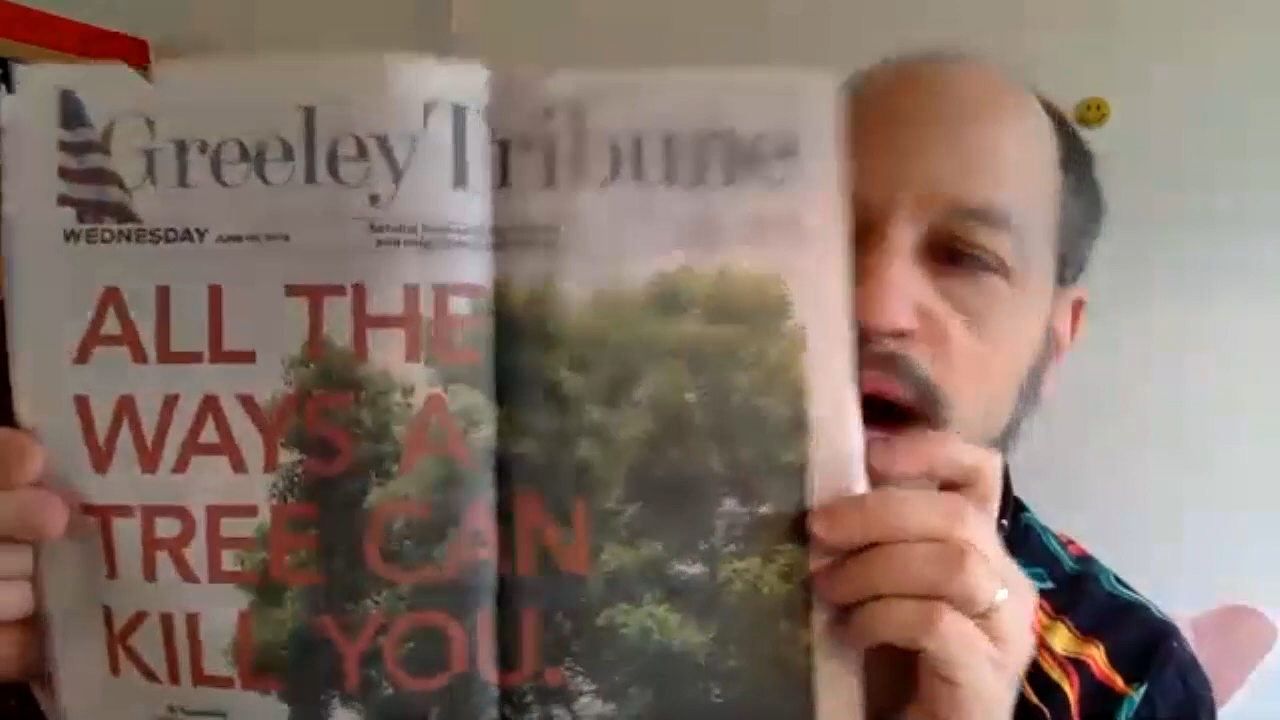 Greeley Tribune
WEDNESDAY
ALL THE
WAYS A
TREE CAN
KILL YOU.